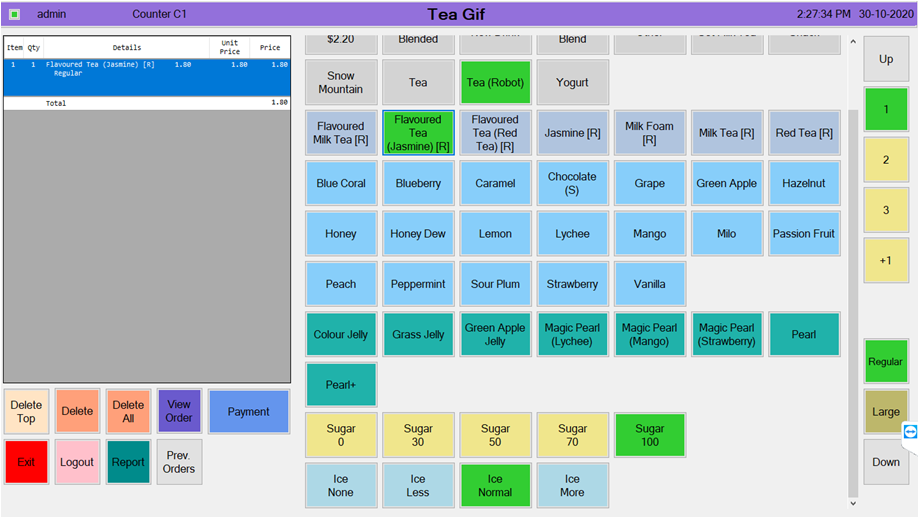 admin
Counter C1
Tea Gif
2:27:34 PM 30-10-2020
Item Qty Details Unit Price Price
1 1 Flavoured Tea (Jasmine) [R] 1.80 1.80 1.80
Regular
Total 1.80
$2.20
Blended
Blend
Snow
Mountain
Tea
Tea (Robot)
Yogurt
Flavoured
Milk Tea [R]
Flavoured
Tea
(Jasmine) [R]
Flavoured
Tea (Red
Tea) [R]
Jasmine [R]
Milk Foam
[R]
Milk Tea [R]
Red Tea [R]
Blue Coral
Blueberry
Caramel
Chocolate
(S)
Grape
Green Apple
Hazelnut
Honey
Honey Dew
Lemon
Lychee
Mango
Milo
Passion Fruit
Peach
Peppermint
Sour Plum
Strawberry
Vanilla
Colour Jelly
Grass Jelly
Green Apple
Jelly
Magic Pearl
(Lychee)
Magic Pearl
(Mango)
Magic Pearl
(Strawberry)
Pearl
Pearl+
Sugar
0
Sugar
30
Sugar
50
Sugar
70
Sugar
100
Ice
None
Ice
Less
Ice
Normal
Ice
More
Up
1
2
3
+1
Regular
Large
Down
Delete
Top
Delete
Delete
All
View
Order
Payment
Exit
Logout
Report
Prev.
Orders